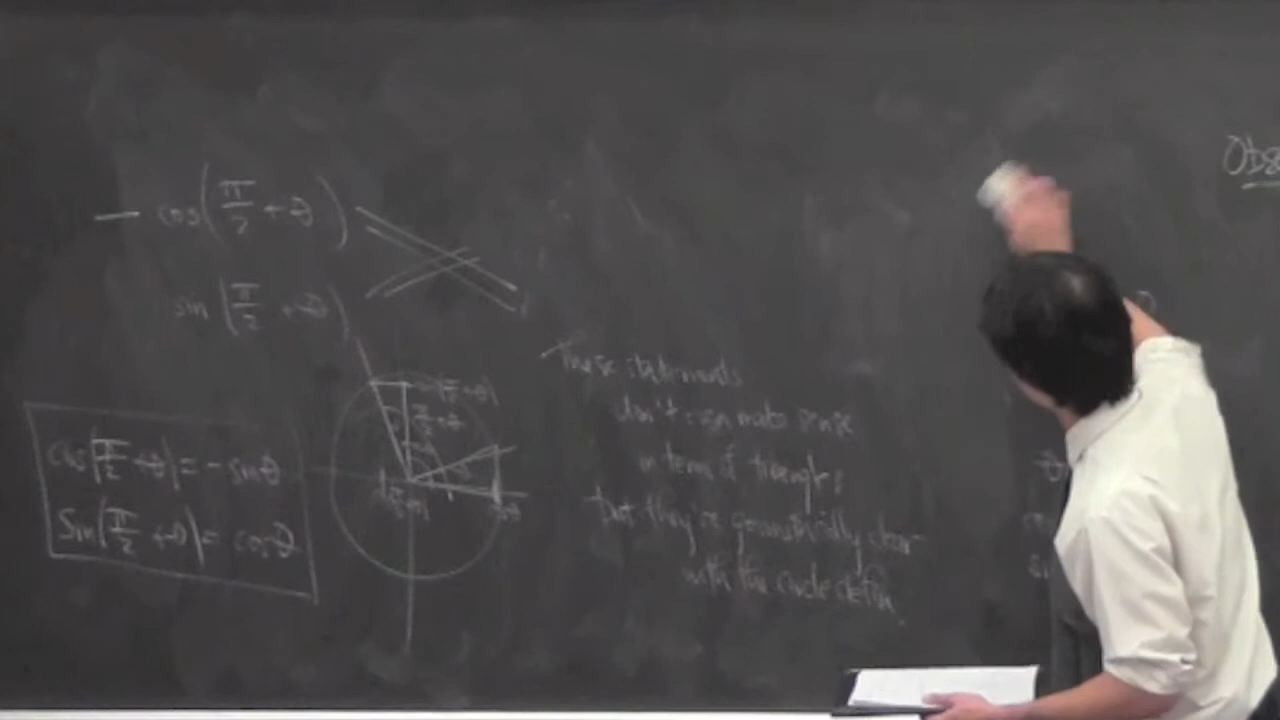 — cos(π/2 + θ)
sin(π/2 + θ)
cos(π/2 + θ) = - sin θ
Sin(π/2 + θ) = cos θ
These statements
don't even make sense
in terms of triangles
but they're geometrically clear
with the circle defn.
Obs